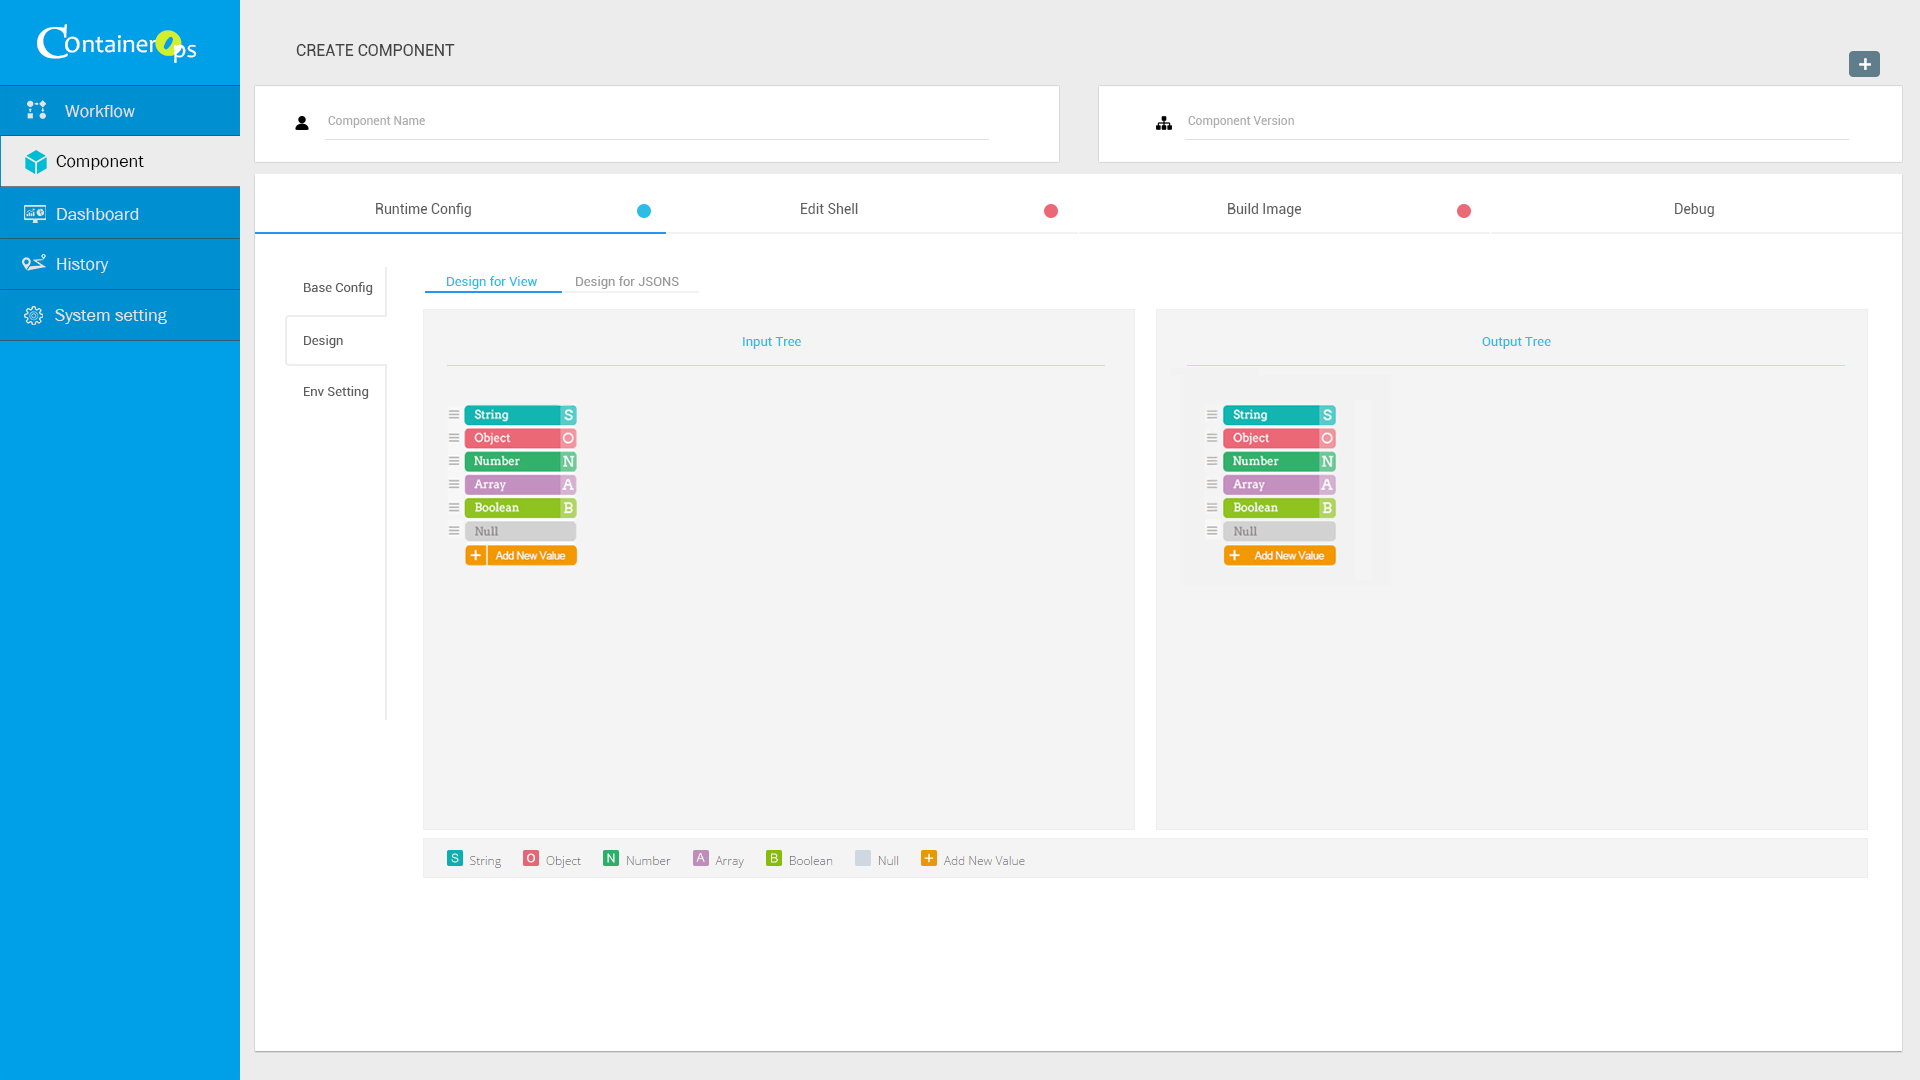 ContainerOps
CREATE COMPONENT
Workflow
Component
Dashboard
History
System setting
Component Name
Component Version
Runtime Config
Edit Shell
Build Image
Debug
Base Config
Design
Env Setting
Design for View
Design for JSONS
Input Tree
String S
Object O
Number N
Array A
Boolean B
Null
+ Add New Value
Output Tree
String S
Object O
Number N
Array A
Boolean B
Null
+ Add New Value
S String O Object N Number A Array B Boolean Null + Add New Value